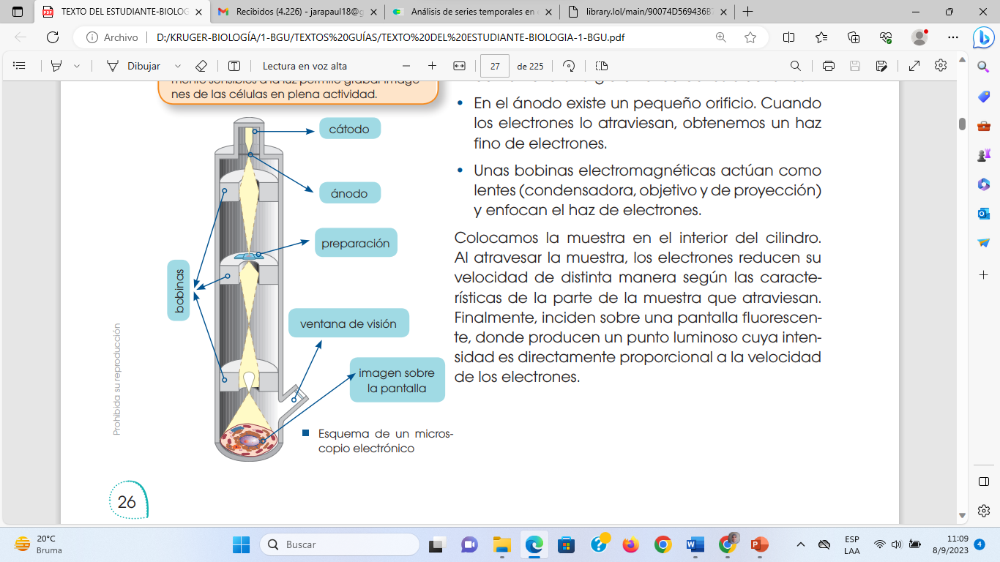 TEXTO DEL ESTUDIANTE-BIOLOG
Recibidos (4.226) - jarapaul18@g
Análisis de series temporales en
library.lol/main/90074D569436B
Archivo
D:/KRUGER-BIOLOGÍA/1-BGU/TEXTOS%20GUÍAS/TEXTO%20DEL%20ESTUDIANTE-BIOLOGIA-1-BGU.pdf
Dibujar
Lectura en voz alta
27
de 225
nes de las células en plena actividad.
cátodo
ánodo
preparación
bobinas
ventana de visión
imagen sobre
la pantalla
Esquema de un micros-
copio electrónico
Prohibida su reproducción
26
• En el ánodo existe un pequeño orificio. Cuando
los electrones lo atraviesan, obtenemos un haz
fino de electrones.
• Unas bobinas electromagnéticas actúan como
lentes (condensadora, objetivo y de proyección)
y enfocan el haz de electrones.
Colocamos la muestra en el interior del cilindro.
Al atravesar la muestra, los electrones reducen su
velocidad de distinta manera según las caracte-
rísticas de la parte de la muestra que atraviesan.
Finalmente, inciden sobre una pantalla fluorescen-
te, donde producen un punto luminoso cuya inten-
sidad es directamente proporcional a la velocidad
de los electrones.
20°C
Bruma
Buscar
ESP
LAA
11:09
8/9/2023
4